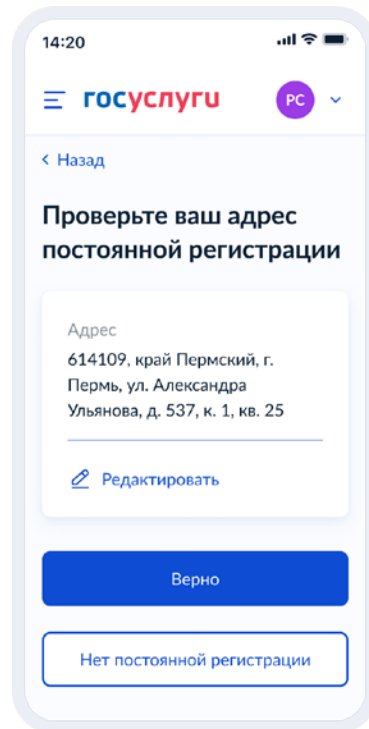 14:20
госуслуги
РС
Назад
Проверьте ваш адрес
постоянной регистрации
Адрес
614109, край Пермский, г.
Пермь, ул. Александра
Ульянова, д. 537, к. 1, кв. 25
Редактировать
Верно
Нет постоянной регистрации